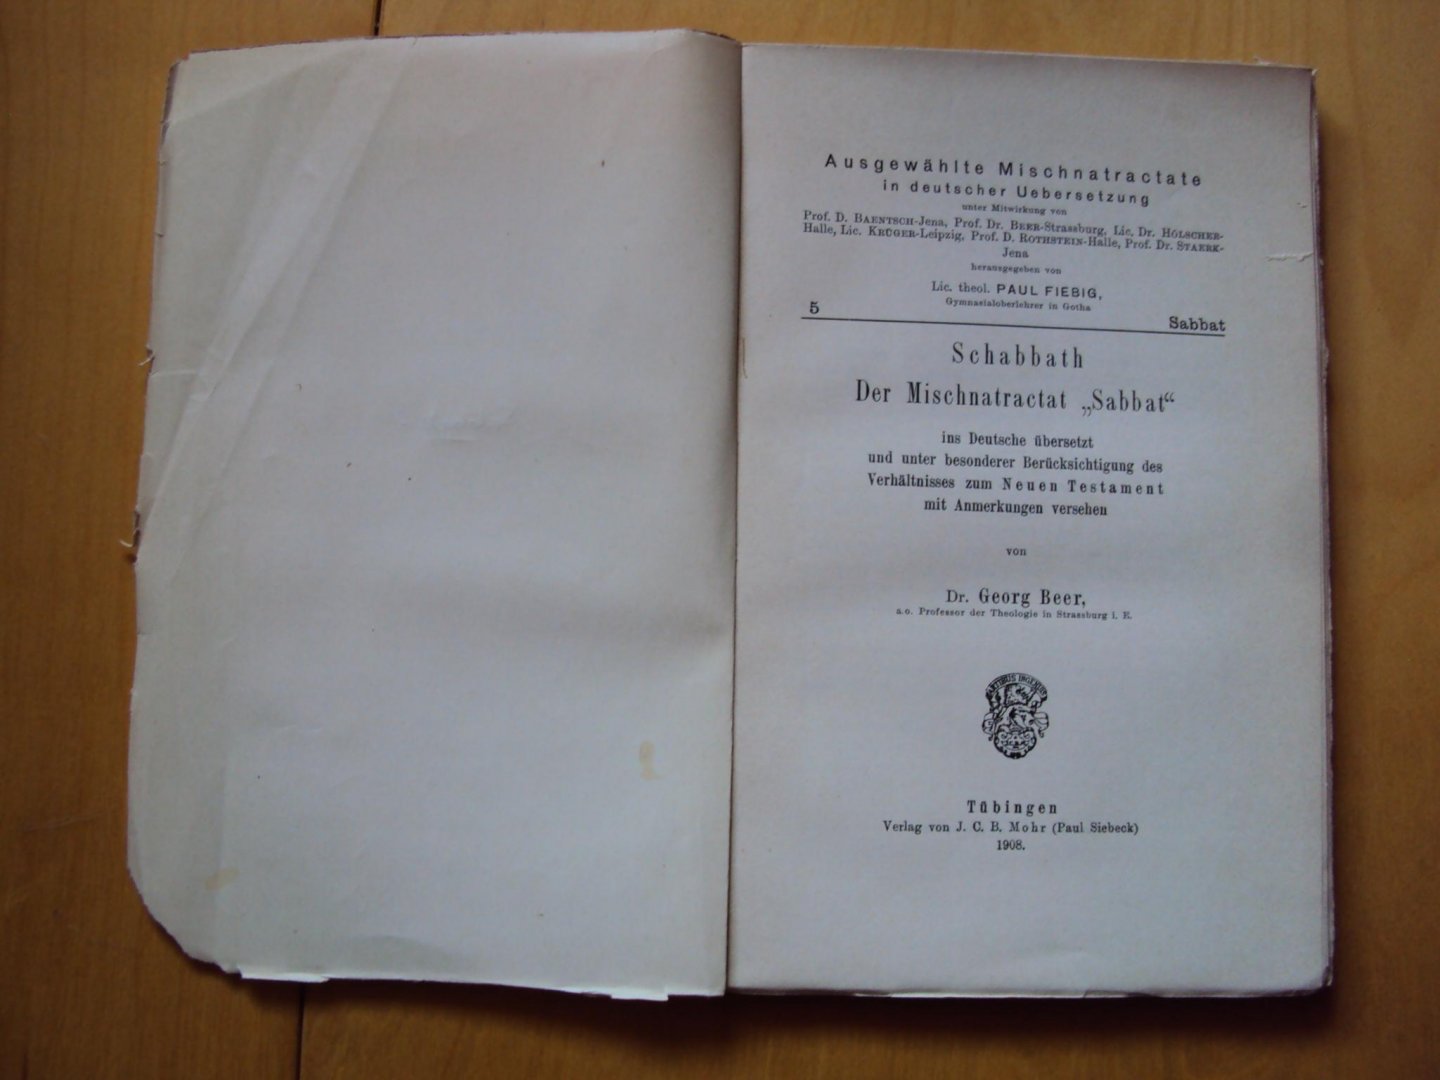 Ausgewählte Mischnatractate
in deutscher Uebersetzung
unter Mitwirkung von
Prof. D. BAENTSCH-Jena, Prof. Dr. BEER-Strassburg, Lic. Dr. HÖLSCHER-
Halle, Lic. KRÜGER-Leipzig, Prof. D. ROTHSTEIN-Halle, Prof. Dr. STAERK-
Jena
herausgegeben von
Lic. theol. PAUL FIEBIG,
Gymnasialoberlehrer in Gotha
5 Sabbat
Schabbath
Der Mischnatractat „Sabbat“
ins Deutsche übersetzt
und unter besonderer Berücksichtigung des
Verhältnisses zum Neuen Testament
mit Anmerkungen versehen
von
Dr. Georg Beer,
a.o. Professor der Theologie in Strassburg i. E.
ARTIBUS INGENUIS
Tübingen
Verlag von J. C. B. Mohr (Paul Siebeck)
1908.